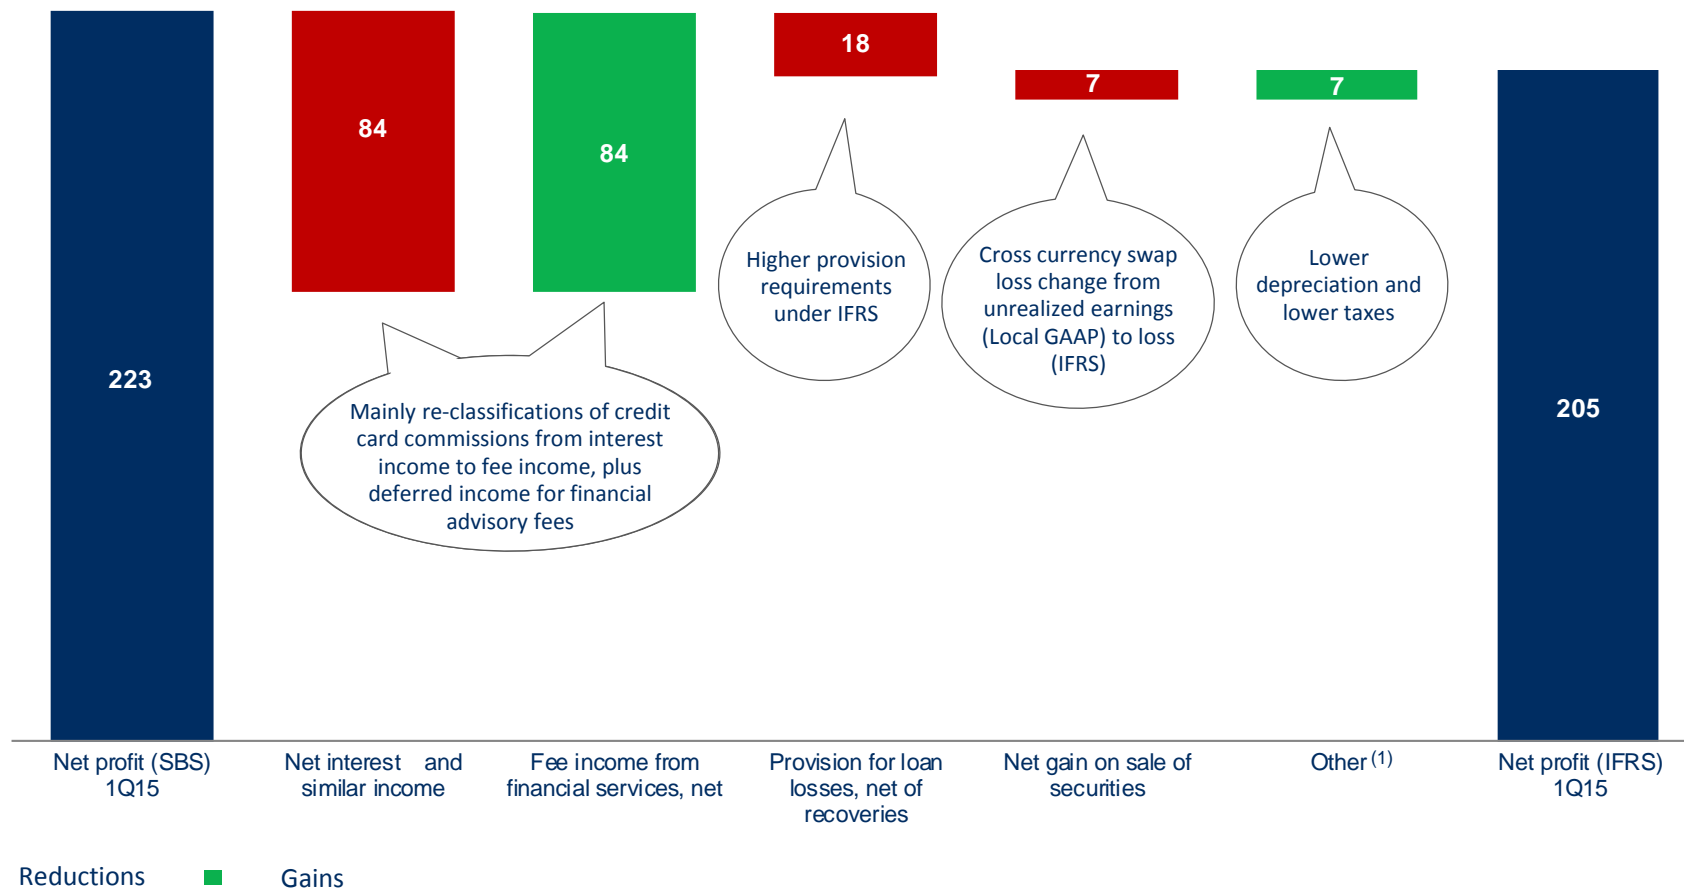 223
84
84
18
7
7
205
Mainly re-classifications of credit
card commissions from interest
income to fee income, plus
deferred income for financial
advisory fees
Higher provision
requirements
under IFRS
Cross currency swap
loss change from
unrealized earnings
(Local GAAP) to loss
(IFRS)
Lower
depreciation and
lower taxes
Net profit (SBS)
1Q15
Net interest and
similar income
Fee income from
financial services, net
Provision for loan
losses, net of
recoveries
Net gain on sale of
securities
Other (1)
Net profit (IFRS)
1Q15
Reductions
Gains